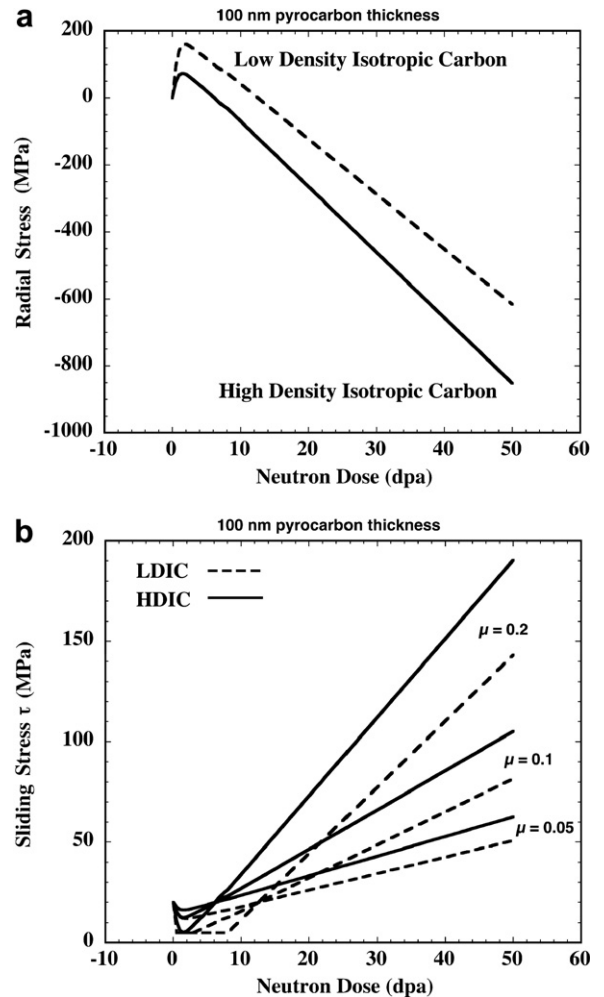 a
100 nm pyrocarbon thickness
200
0
-200
-400
-600
-800
-1000
Radial Stress (MPa)
Low Density Isotropic Carbon
High Density Isotropic Carbon
-10 0 10 20 30 40 50 60
Neutron Dose (dpa)
b
100 nm pyrocarbon thickness
200
150
100
50
0
Sliding Stress τ (MPa)
LDIC
HDIC
μ = 0.2
μ = 0.1
μ = 0.05
-10 0 10 20 30 40 50 60
Neutron Dose (dpa)